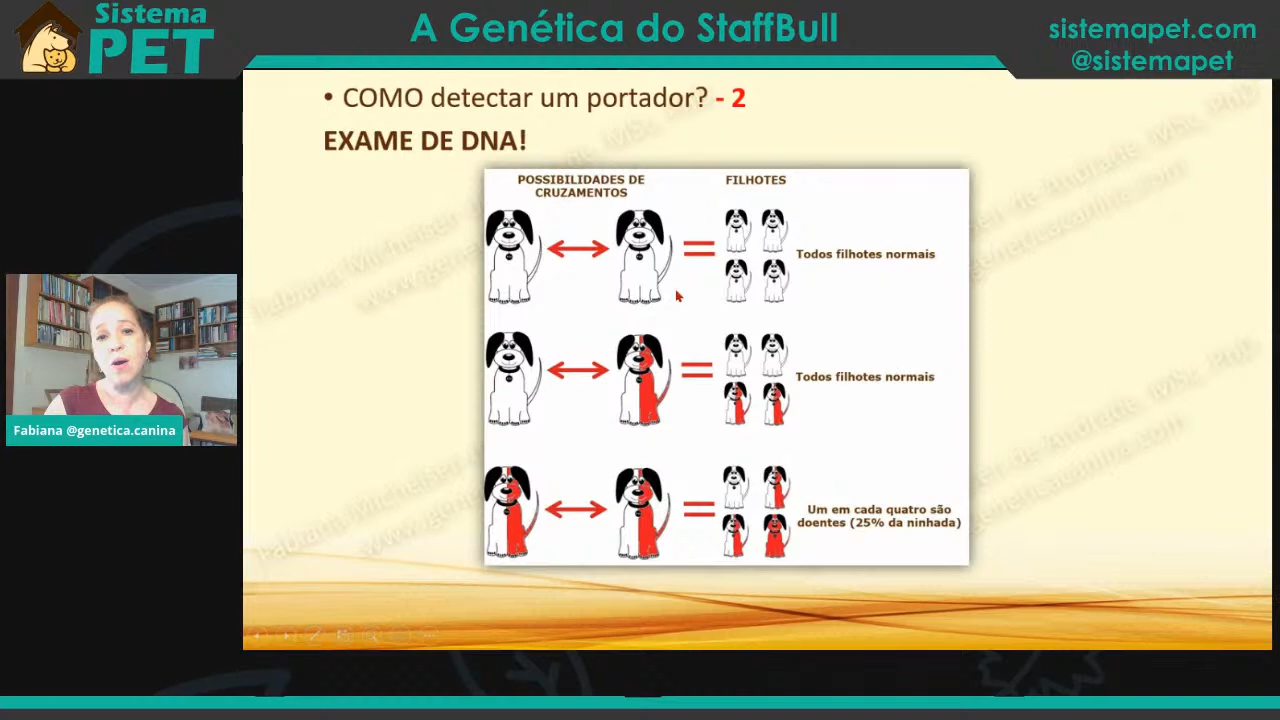 Sistema
PET
A Genética do StaffBull
sistemapet.com
@sistemapet
• COMO detectar um portador? - 2
EXAME DE DNA!
POSSIBILIDADES DE
CRUZAMENTOS
FILHOTES
Todos filhotes normais
Todos filhotes normais
Um em cada quatro são
doentes (25% da ninhada)
Fabiana @genetica.canina